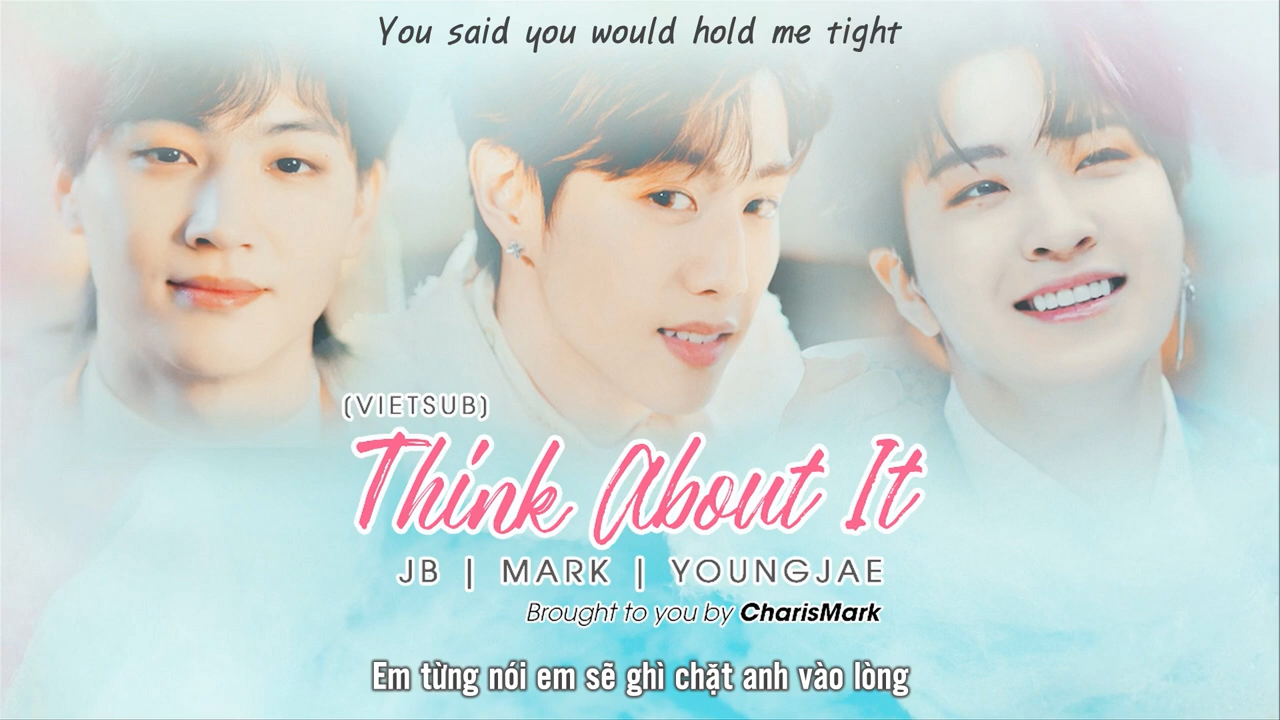 You said you would hold me tight
(VIETSUB)
Think About It
JB | MARK | YOUNGJAE
Brought to you by CharisMark
Em từng nói em sẽ ghì chặt anh vào lòng